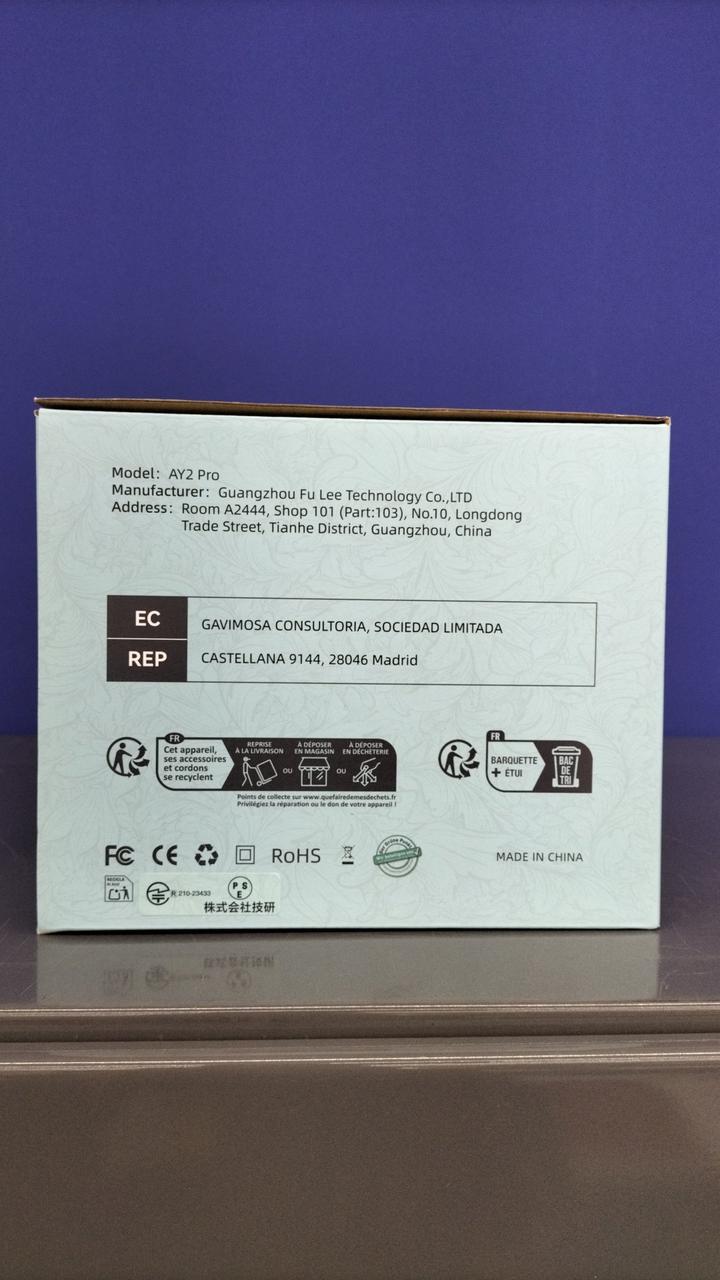 Model: AY2 Pro
Manufacturer: Guangzhou Fu Lee Technology Co.,LTD
Address: Room A2444, Shop 101 (Part:103), No.10, Longdong
Trade Street, Tianhe District, Guangzhou, China
EC
REP
GAVIMOSA CONSULTORIA, SOCIEDAD LIMITADA
CASTELLANA 9144, 28046 Madrid
FR
Cet appareil,
ses accessoires
et cordons
se recyclent
REPRISE
À LA LIVRAISON
OU
À DÉPOSER
EN MAGASIN
OU
À DÉPOSER
EN DÉCHÈTERIE
Points de collecte sur www.quefairedemesdechets.fr
Privilégiez la réparation ou le don de votre appareil !
FR
BARQUETTE
+ ÉTUI
BAC
DE
TRI
FC CE RoHS
MADE IN CHINA
RECICLA
R 210-23433
PSE
株式会社技研